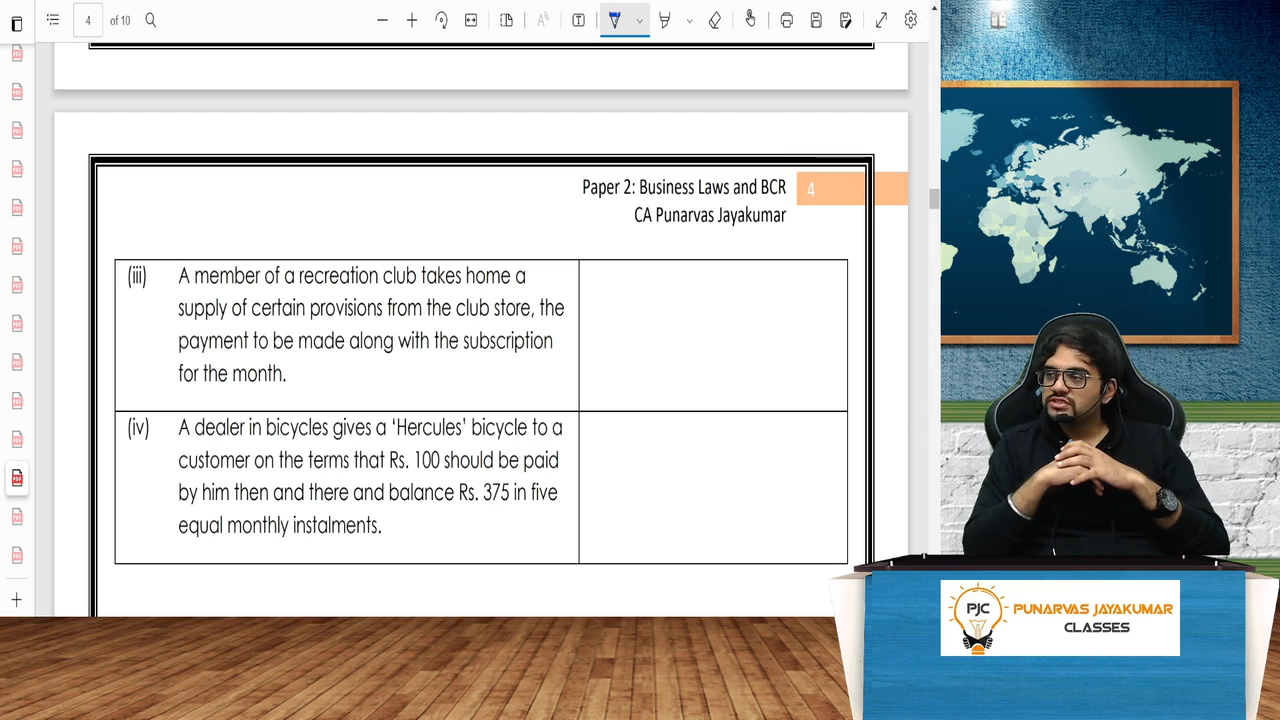 4 of 10
Paper 2: Business Laws and BCR 4
CA Punarvas Jayakumar
(iii) A member of a recreation club takes home a
supply of certain provisions from the club store, the
payment to be made along with the subscription
for the month.
(iv) A dealer in bicycles gives a ‘Hercules’ bicycle to a
customer on the terms that Rs. 100 should be paid
by him then and there and balance Rs. 375 in five
equal monthly instalments.
PJC
PUNARVAS JAYAKUMAR
CLASSES